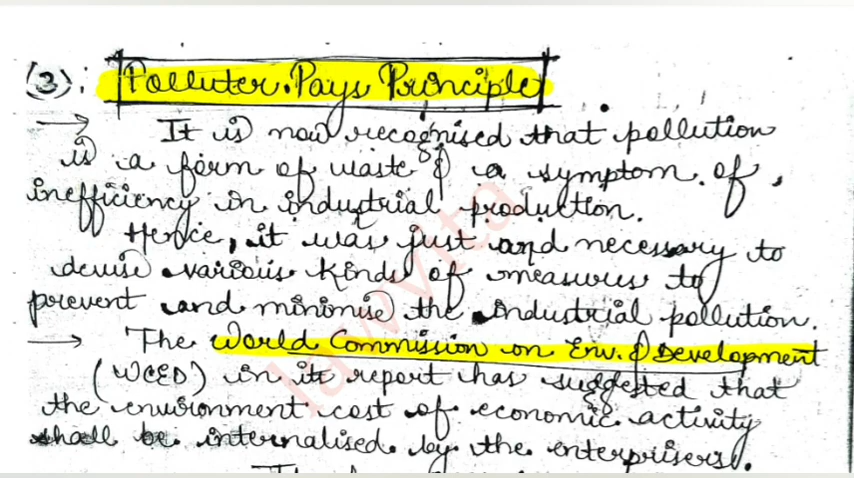 (3): Polluter Pays Principle
→ It is now recognised that pollution
is a form of waste & a symptom of
inefficiency in industrial production.
Hence, it was just and necessary to
devise various kinds of measures to
prevent and minimise the industrial pollution.
→ The World Commission on Env. & Development
(WCED) in its report has suggested that
the environment cost of economic activity
shall be internalised by the enterprisers.
lawvita